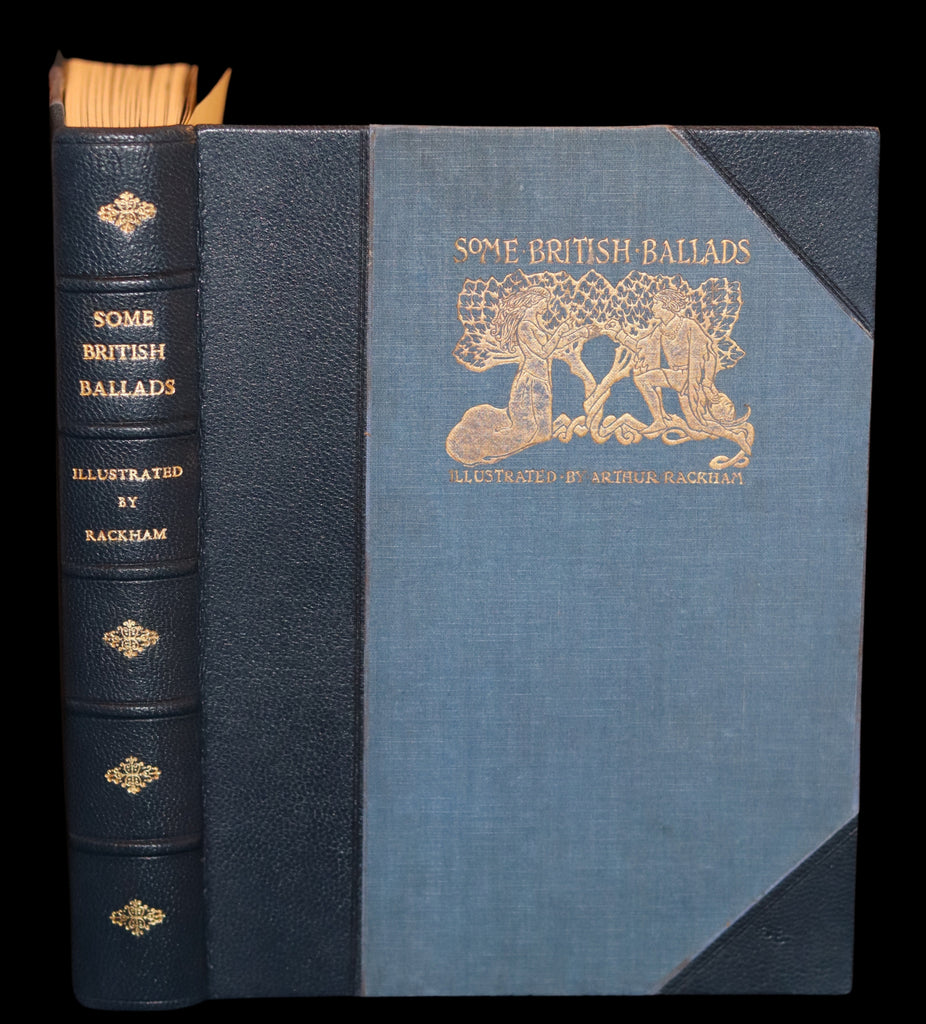 SOME
BRITISH
BALLADS
ILLUSTRATED
BY
RACKHAM
SOME·BRITISH·BALLADS
ILLUSTRATED·BY ARTHUR RACKHAM